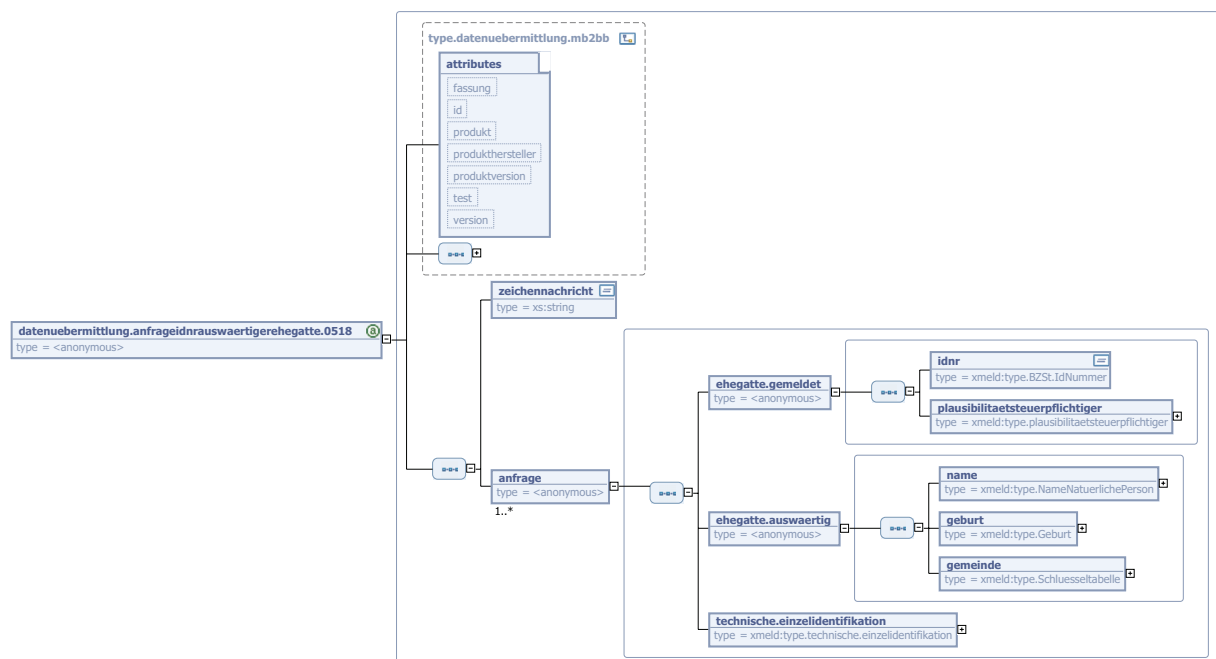 type.datenuebermittlung.mb2bb
attributes
fassung
id
produkt
produkthersteller
produktversion
test
version
zeichennachricht
type = xs:string
datenuebermittlung.anfrageidnrauswaertigerehegatte.0518
a
type = <anonymous>
ehegatte.gemeldet
type = <anonymous>
idnr
type = xmeld:type.BZSt.IdNummer
plausibilitaetsteuerpflichtiger
type = xmeld:type.plausibilitaetsteuerpflichtiger
anfrage
type = <anonymous>
1..*
ehegatte.auswaertig
type = <anonymous>
name
type = xmeld:type.NameNatuerlichePerson
geburt
type = xmeld:type.Geburt
gemeinde
type = xmeld:type.Schluesseltabelle
technische.einzelidentifikation
type = xmeld:type.technische.einzelidentifikation